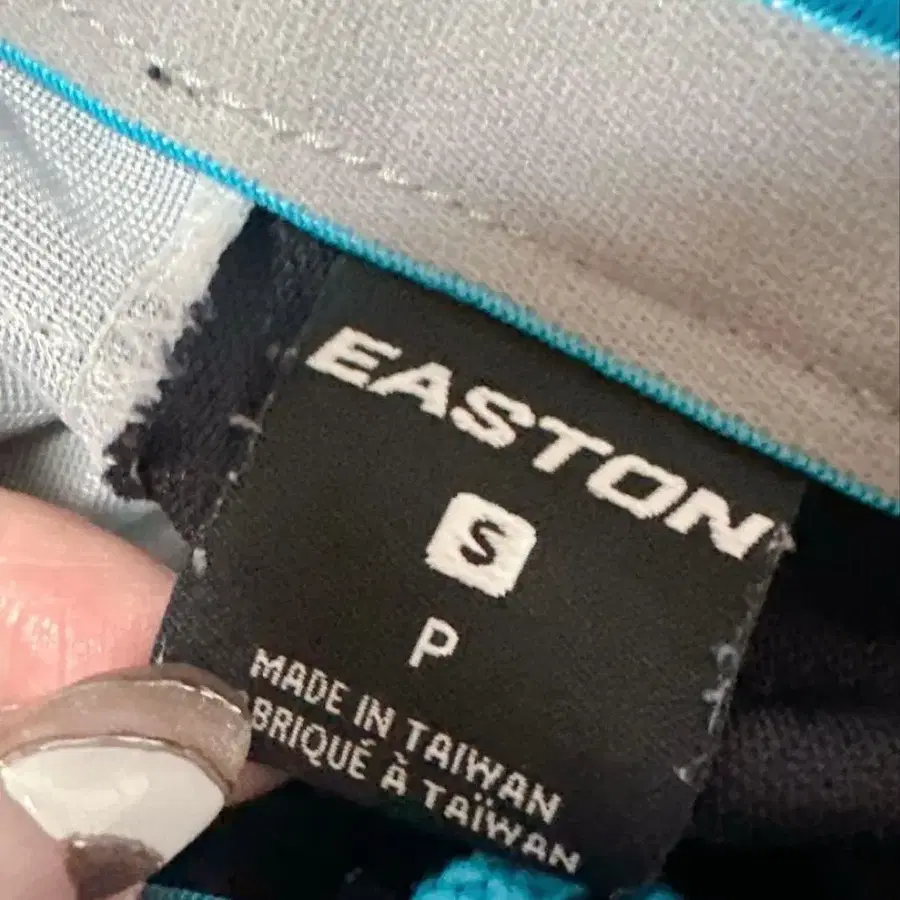 EASTON
S
P
MADE IN TAIWAN
BRIQUÉ À TAÏWAN